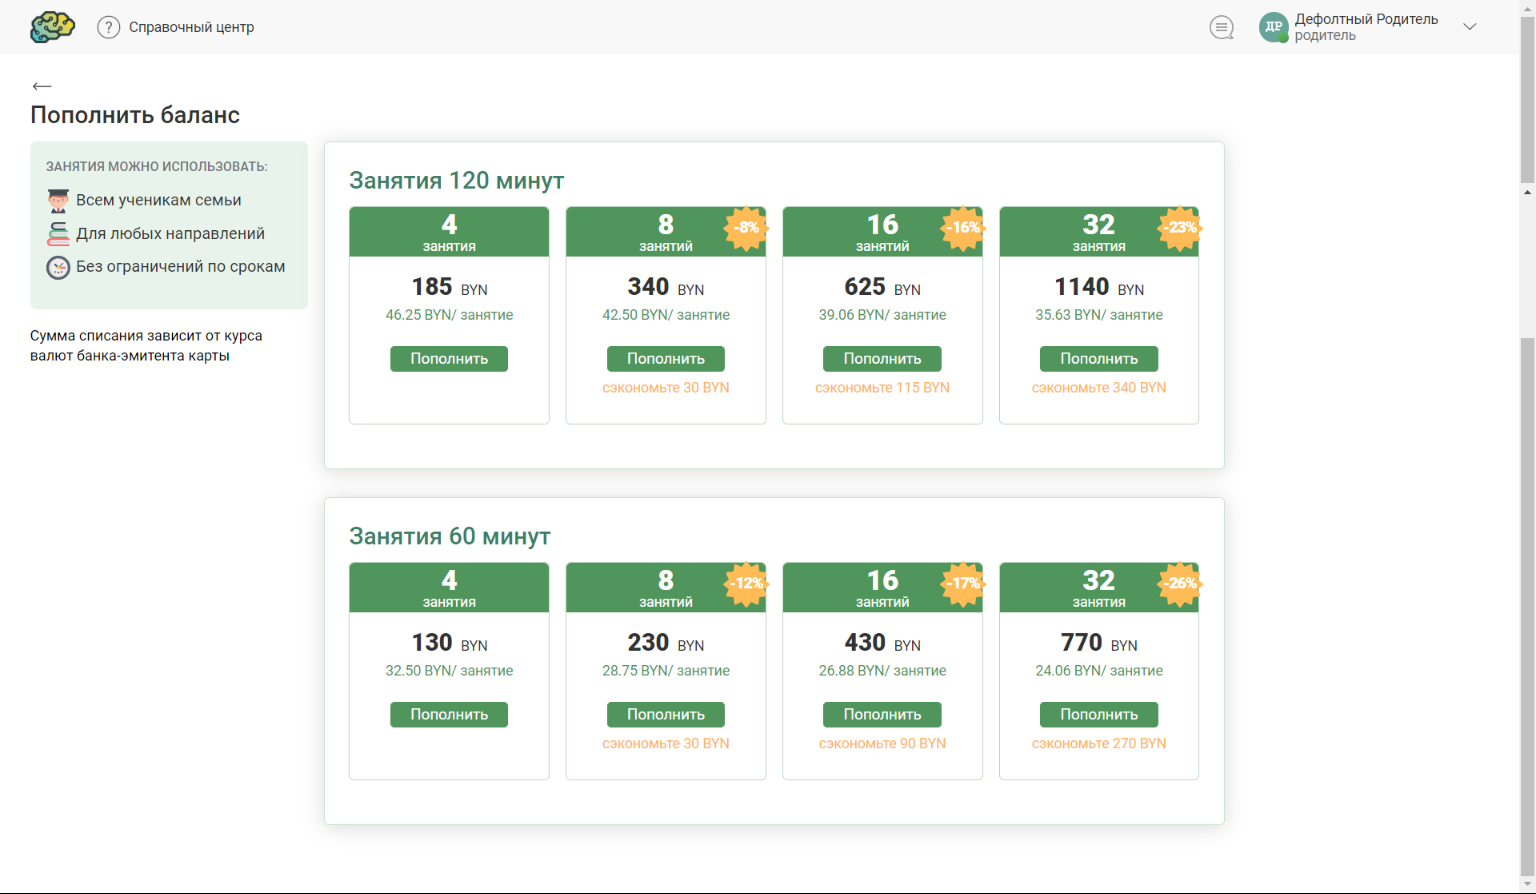 ? Справочный центр
ДР Дефолтный Родитель
родитель
Пополнить баланс
ЗАНЯТИЯ МОЖНО ИСПОЛЬЗОВАТЬ:
Всем ученикам семьи
Для любых направлений
Без ограничений по срокам
Сумма списания зависит от курса
валют банка-эмитента карты
Занятия 120 минут
4
занятия
185 BYN
46.25 BYN/ занятие
Пополнить
8
занятий
-8%
340 BYN
42.50 BYN/ занятие
Пополнить
сэкономьте 30 BYN
16
занятий
-16%
625 BYN
39.06 BYN/ занятие
Пополнить
сэкономьте 115 BYN
32
занятия
-23%
1140 BYN
35.63 BYN/ занятие
Пополнить
сэкономьте 340 BYN
Занятия 60 минут
4
занятия
130 BYN
32.50 BYN/ занятие
Пополнить
8
занятий
-12%
230 BYN
28.75 BYN/ занятие
Пополнить
сэкономьте 30 BYN
16
занятий
-17%
430 BYN
26.88 BYN/ занятие
Пополнить
сэкономьте 90 BYN
32
занятия
-26%
770 BYN
24.06 BYN/ занятие
Пополнить
сэкономьте 270 BYN